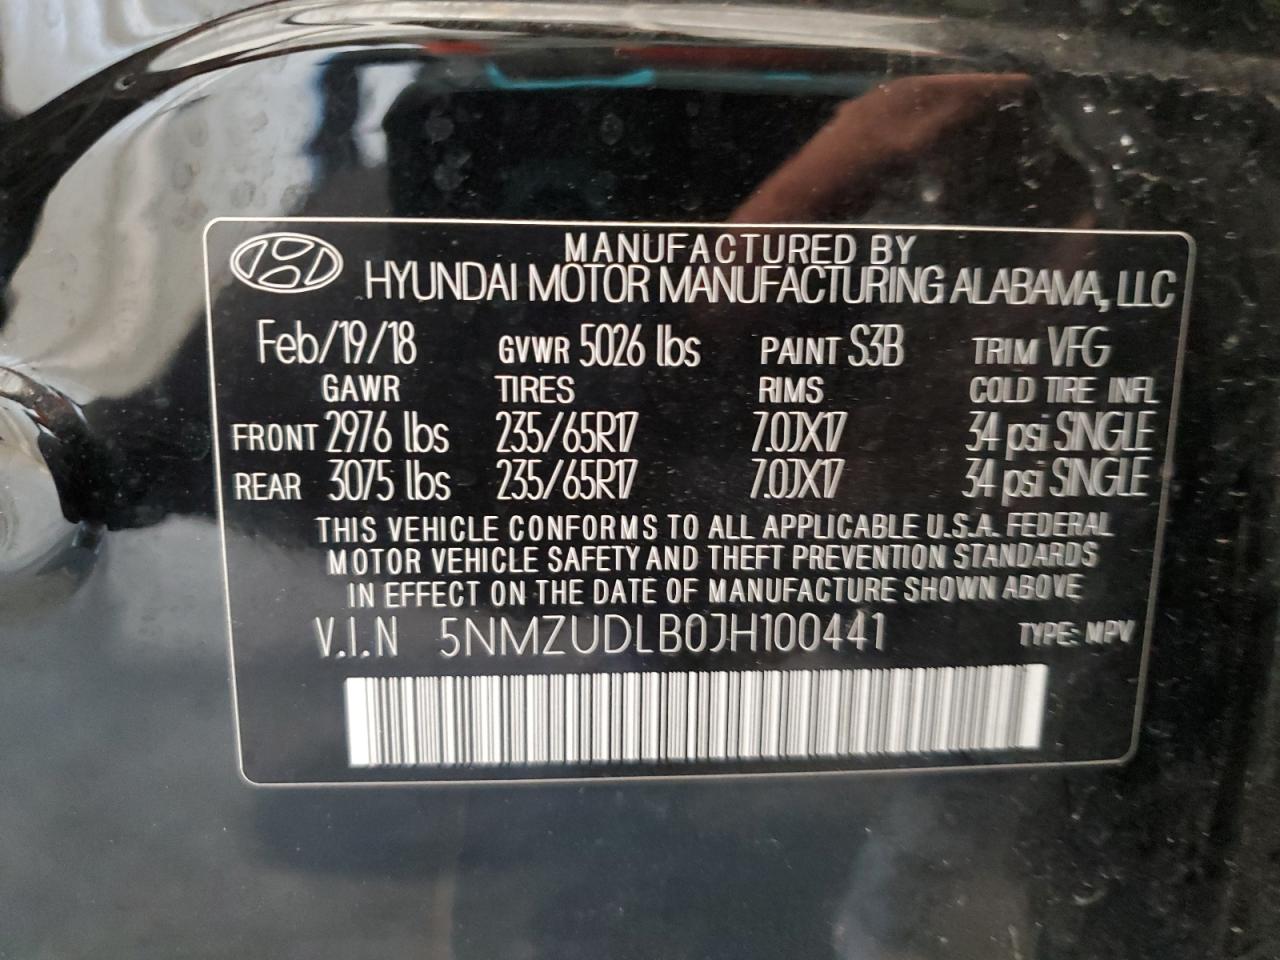 MANUFACTURED BY
HYUNDAI MOTOR MANUFACTURING ALABAMA, LLC
Feb/19/18 GVWR 5026 lbs PAINT S3B TRIM VFG
GAWR TIRES RIMS COLD TIRE INFL
FRONT 2976 lbs 235/65R17 7.0JX17 34 psi SINGLE
REAR 3075 lbs 235/65R17 7.0JX17 34 psi SINGLE
THIS VEHICLE CONFORMS TO ALL APPLICABLE U.S.A. FEDERAL
MOTOR VEHICLE SAFETY AND THEFT PREVENTION STANDARDS
IN EFFECT ON THE DATE OF MANUFACTURE SHOWN ABOVE
V.I.N 5NMZUDLB0JH100441 TYPE: MPV